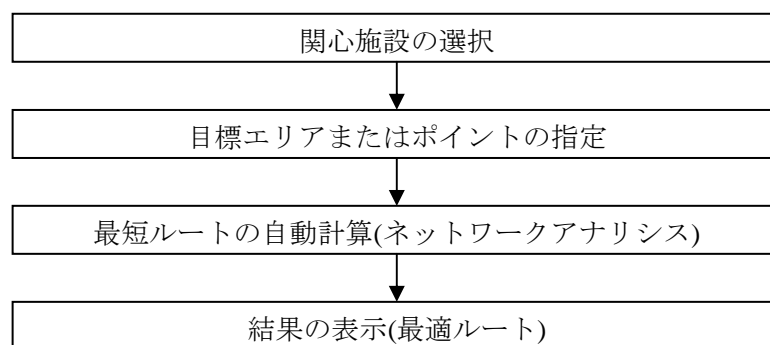 関心施設の選択
目標エリアまたはポイントの指定
最短ルートの自動計算(ネットワークアナリシス)
結果の表示(最適ルート)